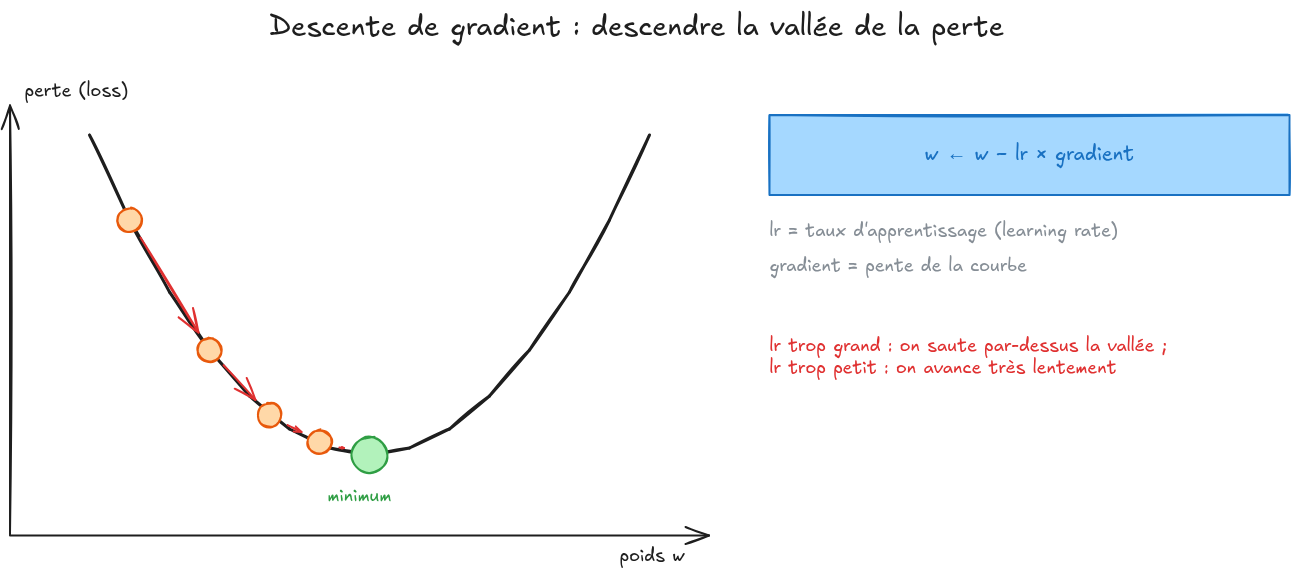 Descente de gradient : descendre la vallée de la perte
perte (loss)
w ← w - lr × gradient
lr = taux d'apprentissage (learning rate)
gradient = pente de la courbe
lr trop grand : on saute par-dessus la vallée ;
lr trop petit : on avance très lentement
minimum
poids w